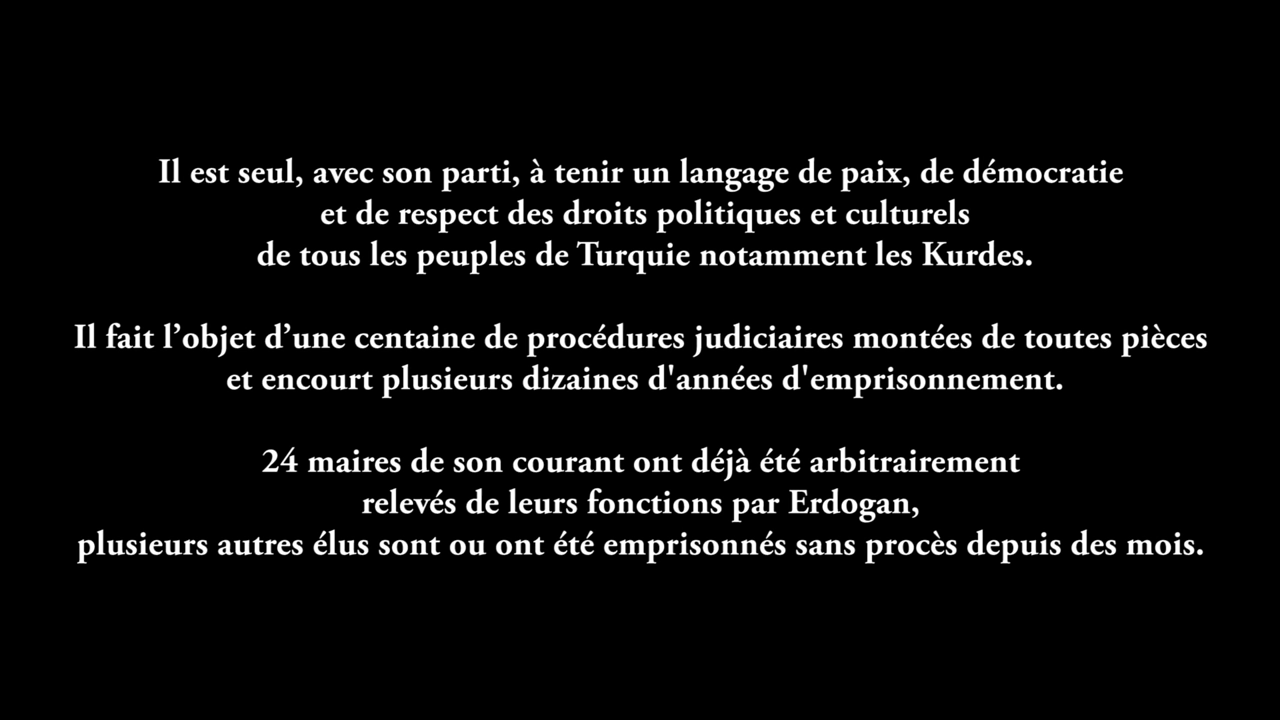 Il est seul, avec son parti, à tenir un langage de paix, de démocratie
et de respect des droits politiques et culturels
de tous les peuples de Turquie notamment les Kurdes.
Il fait l’objet d’une centaine de procédures judiciaires montées de toutes pièces
et encourt plusieurs dizaines d'années d'emprisonnement.
24 maires de son courant ont déjà été arbitrairement
relevés de leurs fonctions par Erdogan,
plusieurs autres élus sont ou ont été emprisonnés sans procès depuis des mois.